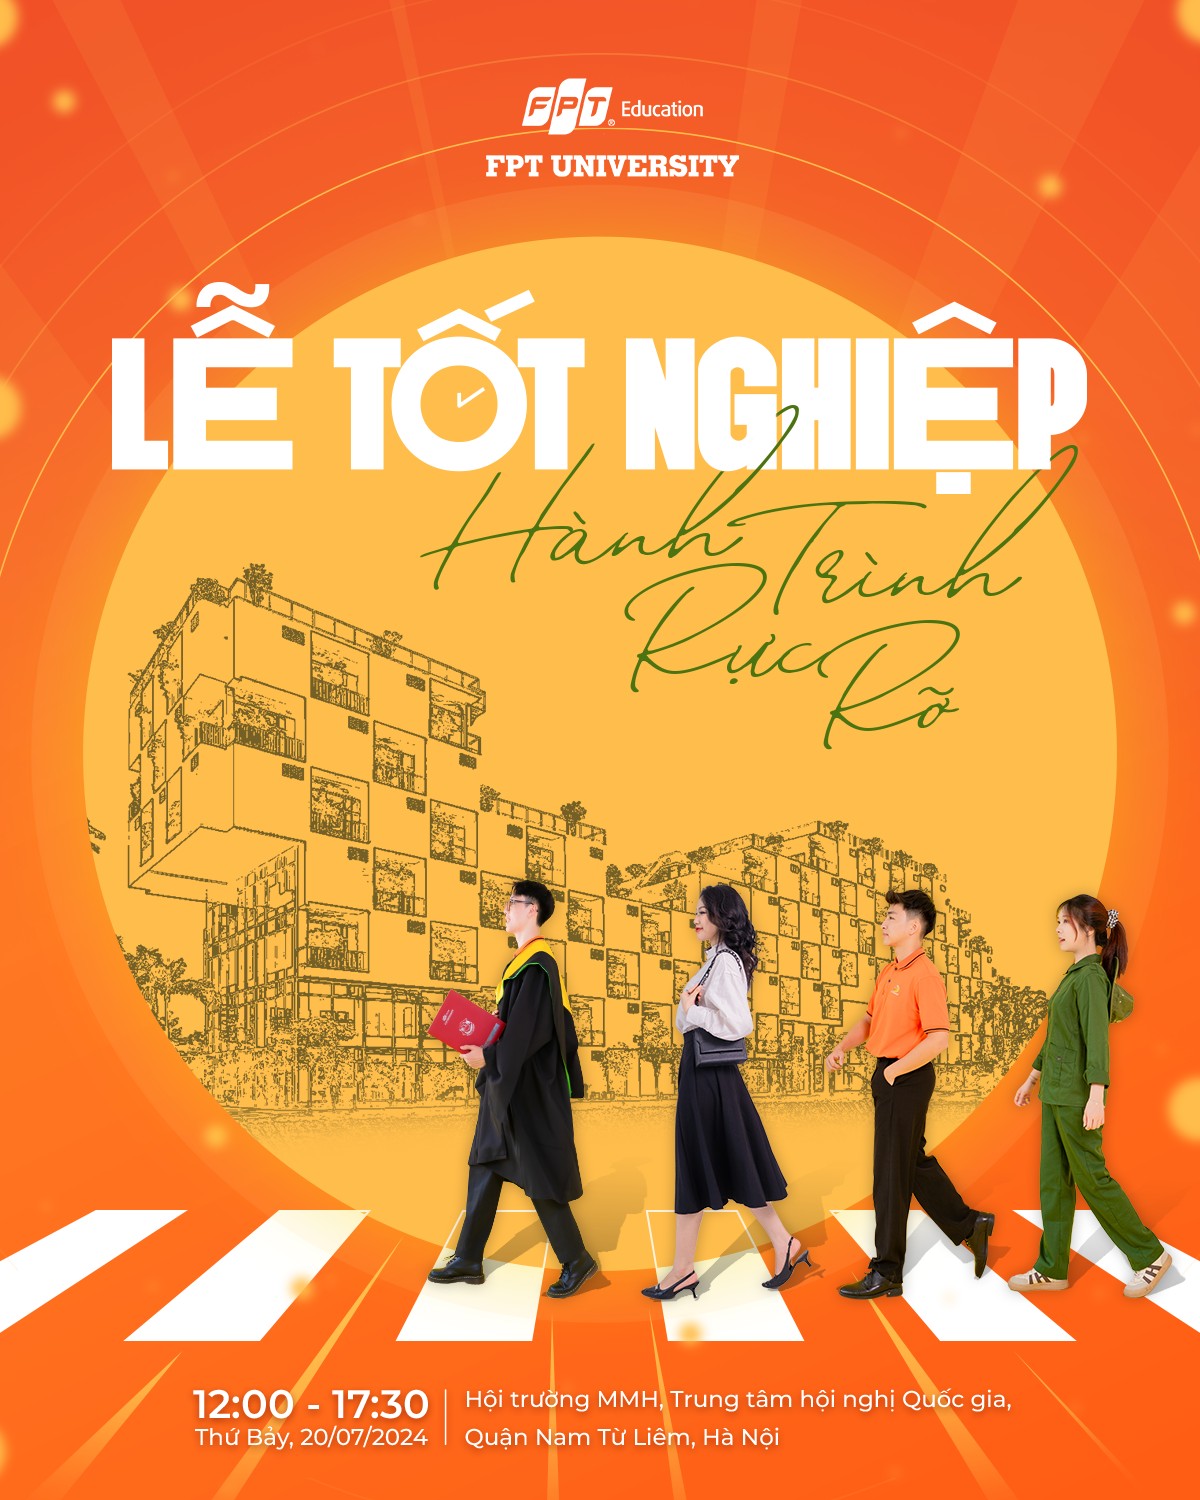 FPT Education
FPT UNIVERSITY
LỄ TỐT NGHIỆP
Hành Trình
Rực Rỡ
12:00 - 17:30
Thứ Bảy, 20/07/2024
Hội trường MMH, Trung tâm hội nghị Quốc gia,
Quận Nam Từ Liêm, Hà Nội